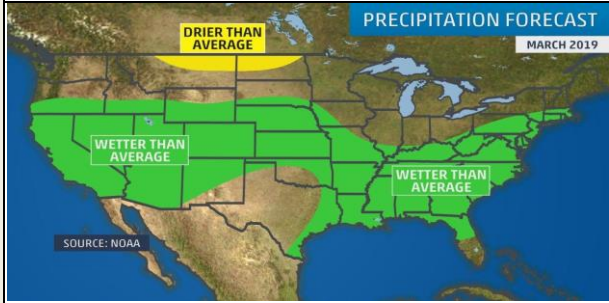 PRECIPITATION FORECAST
MARCH 2019
DRIER THAN
AVERAGE
WETTER THAN
AVERAGE
WETTER THAN
AVERAGE
SOURCE: NOAA